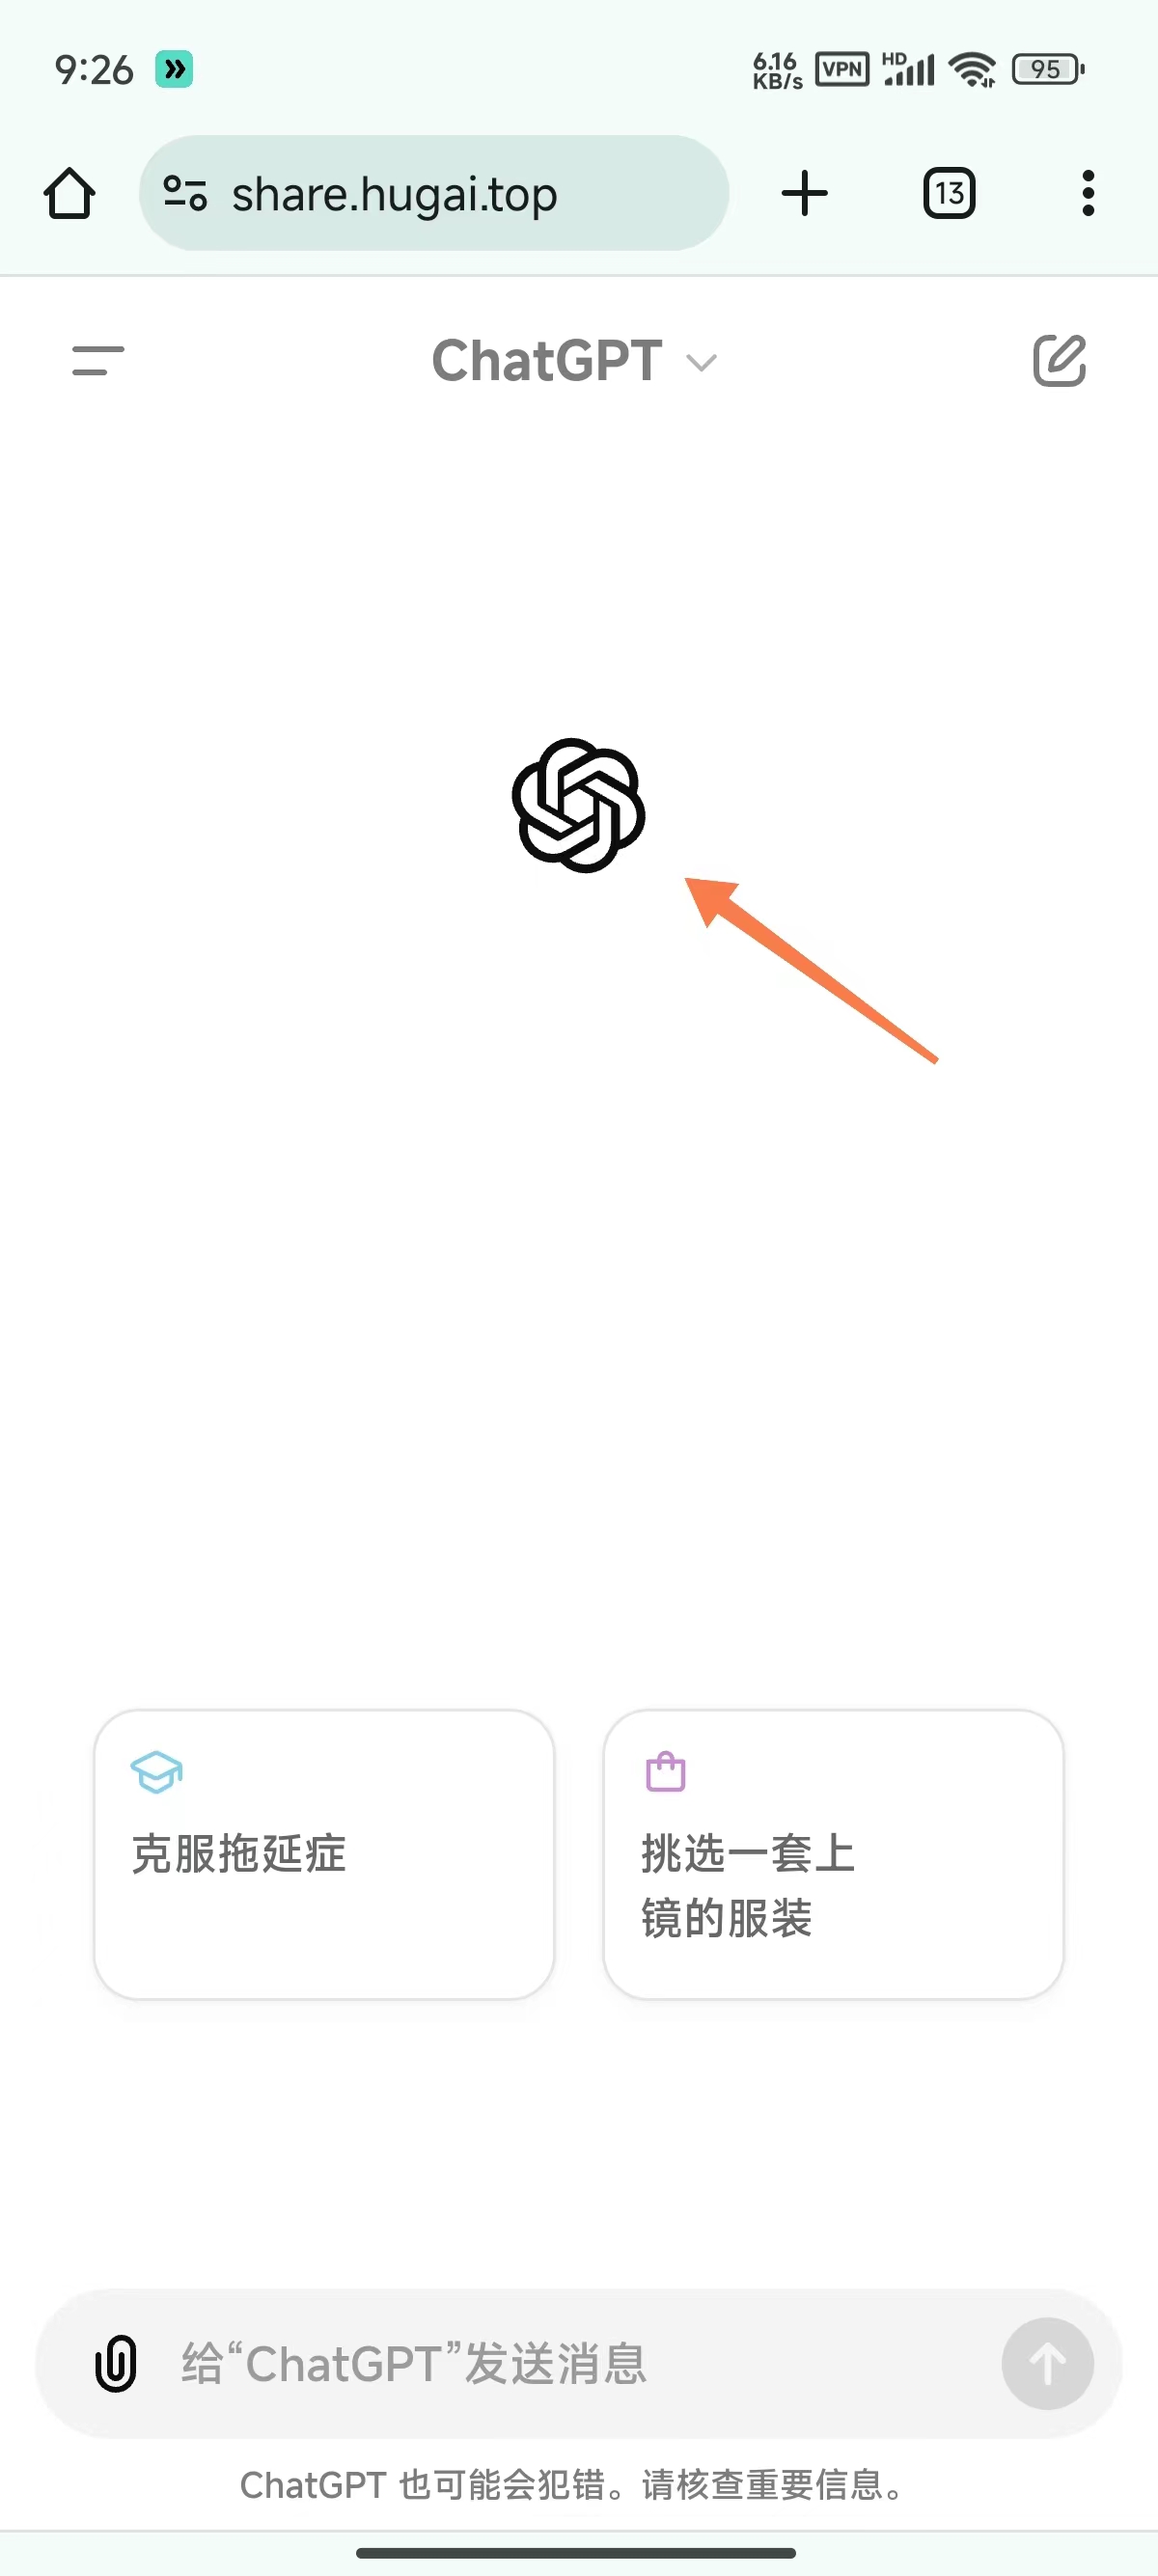 9:26
6.16
KB/s
VPN
HD
95
share.hugai.top
13
ChatGPT
克服拖延症
挑选一套上
镜的服装
给“ChatGPT”发送消息
ChatGPT 也可能会犯错。请核查重要信息。